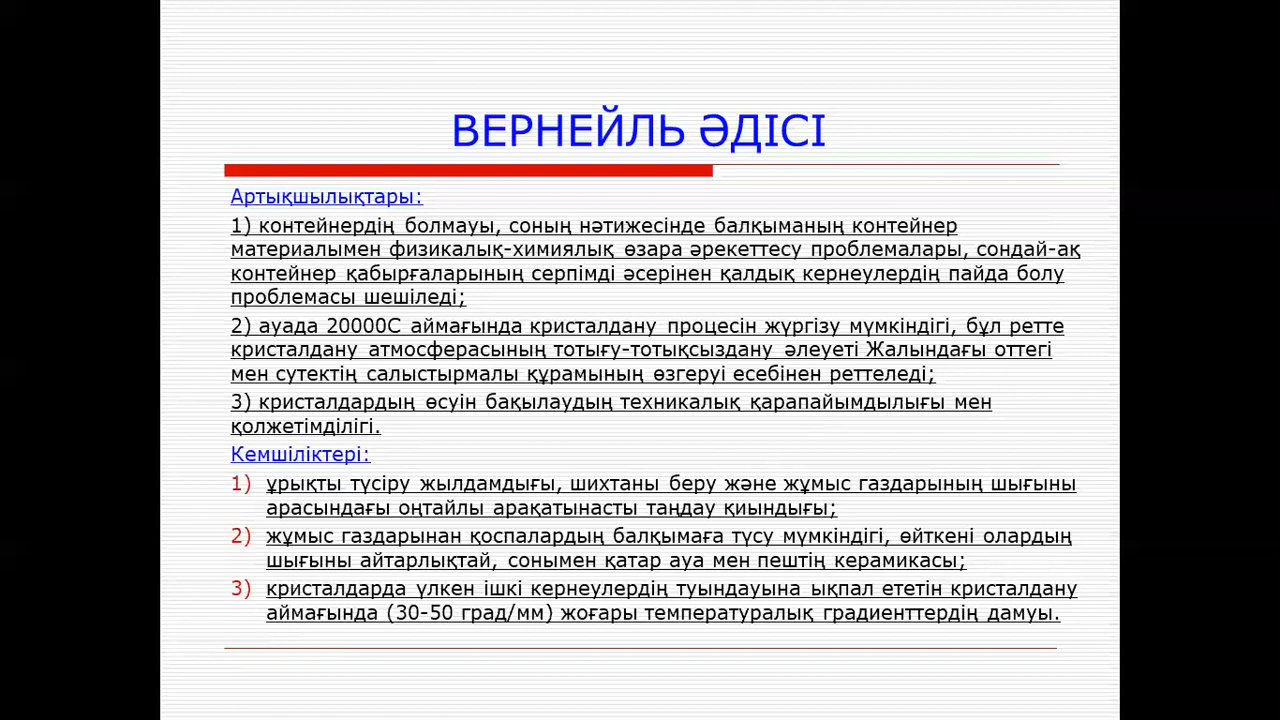 ВЕРНЕЙЛЬ ӘДІСІ
Артықшылықтары:
1) контейнердің болмауы, соның нәтижесінде балқыманың контейнер
материалымен физикалық-химиялық өзара әрекеттесу проблемалары, сондай-ақ
контейнер қабырғаларының серпімді әсерінен қалдық кернеулердің пайда болу
проблемасы шешіледі;
2) ауада 20000С аймағында кристалдану процесін жүргізу мүмкіндігі, бұл ретте
кристалдану атмосферасының тотығу-тотықсыздану әлеуеті Жалындағы оттегі
мен сутектің салыстырмалы құрамының өзгеруі есебінен реттеледі;
3) кристалдардың өсуін бақылаудың техникалық қарапайымдылығы мен
қолжетімділігі.
Кемшіліктері:
1) ұрықты түсіру жылдамдығы, шихтаны беру және жұмыс газдарының шығыны
арасындағы оңтайлы арақатынасты таңдау қиындығы;
2) жұмыс газдарынан қоспалардың балқымаға түсу мүмкіндігі, өйткені олардың
шығыны айтарлықтай, сонымен қатар ауа мен пештің керамикасы;
3) кристалдарда үлкен ішкі кернеулердің туындауына ықпал ететін кристалдану
аймағында (30-50 град/мм) жоғары температуралық градиенттердің дамуы.